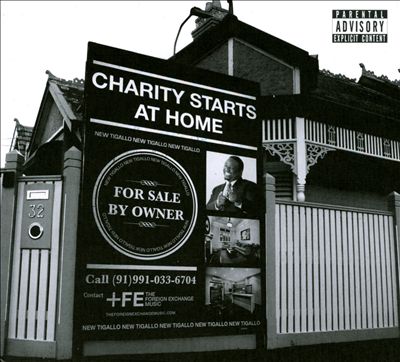 PARENTAL
ADVISORY
EXPLICIT CONTENT
CHARITY STARTS
AT HOME
NEW TIGALLO NEW TIGALLO NEW TIGALLO
FOR SALE
BY OWNER
32
Call (91)991-033-6704
Contact
+FE THE
FOREIGN EXCHANGE
MUSIC
THEFOREIGNEXCHANGEMUSIC.COM
NEW TIGALLO NEW TIGALLO NEW TIGALLO NEW TIGALLO NEW TIGALLO